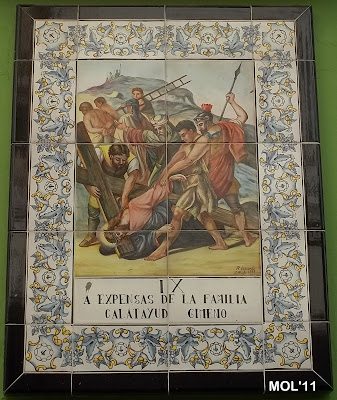 IX
A EXPENSAS DE LA FAMILIA
CALATAYUD GIMENO
MOL'11